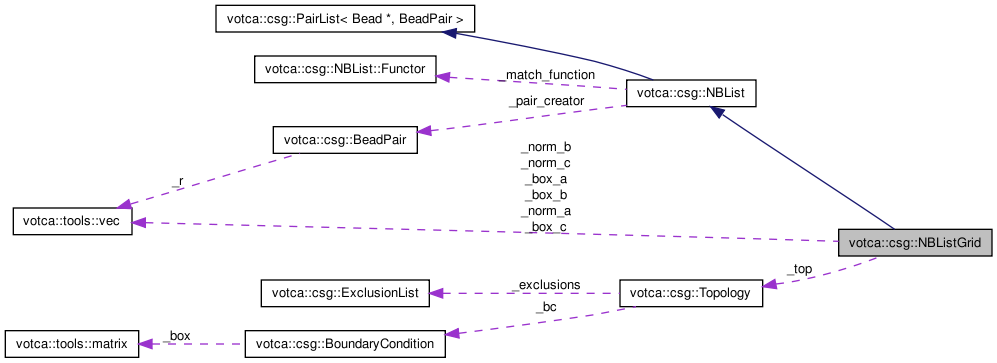 votca::csg::PairList< Bead *, BeadPair >
votca::csg::NBList::Functor
_match_function
votca::csg::NBList
_pair_creator
votca::csg::BeadPair
_norm_b
_norm_c
_box_a
_box_b
_norm_a
_box_c
_r
votca::tools::vec
votca::csg::NBListGrid
_top
votca::csg::ExclusionList
_exclusions
votca::csg::Topology
_bc
votca::tools::matrix
_box
votca::csg::BoundaryCondition